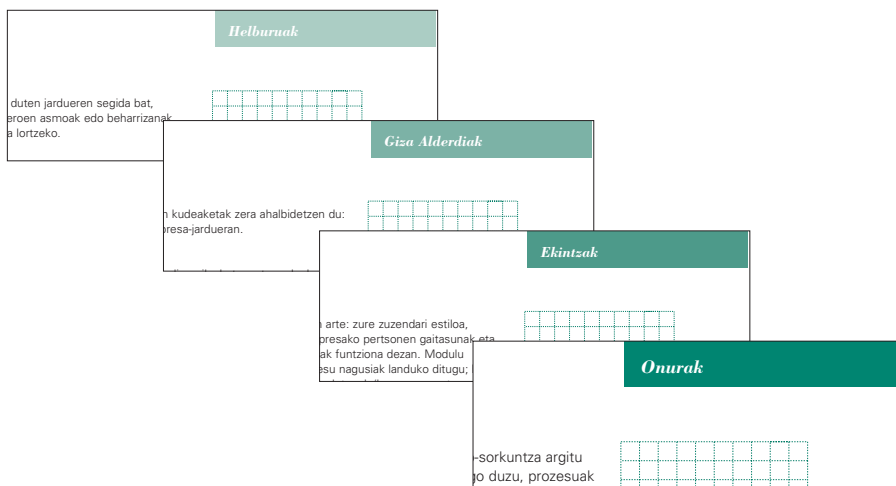 Helburuak
duten jardueren segida bat,
eroen asmoak edo beharrizanak
a lortzeko.
Giza Alderdiak
n kudeaketak zera ahalbidetzen du:
presa-jardueran.
Ekintzak
n arte: zure zuzendari estiloa,
presako pertsonen gaitasunak eta
ak funtziona dezan. Modulu
esu nagusiak landuko ditugu;
Onurak
-sorkuntza argitu
go duzu, prozesuak